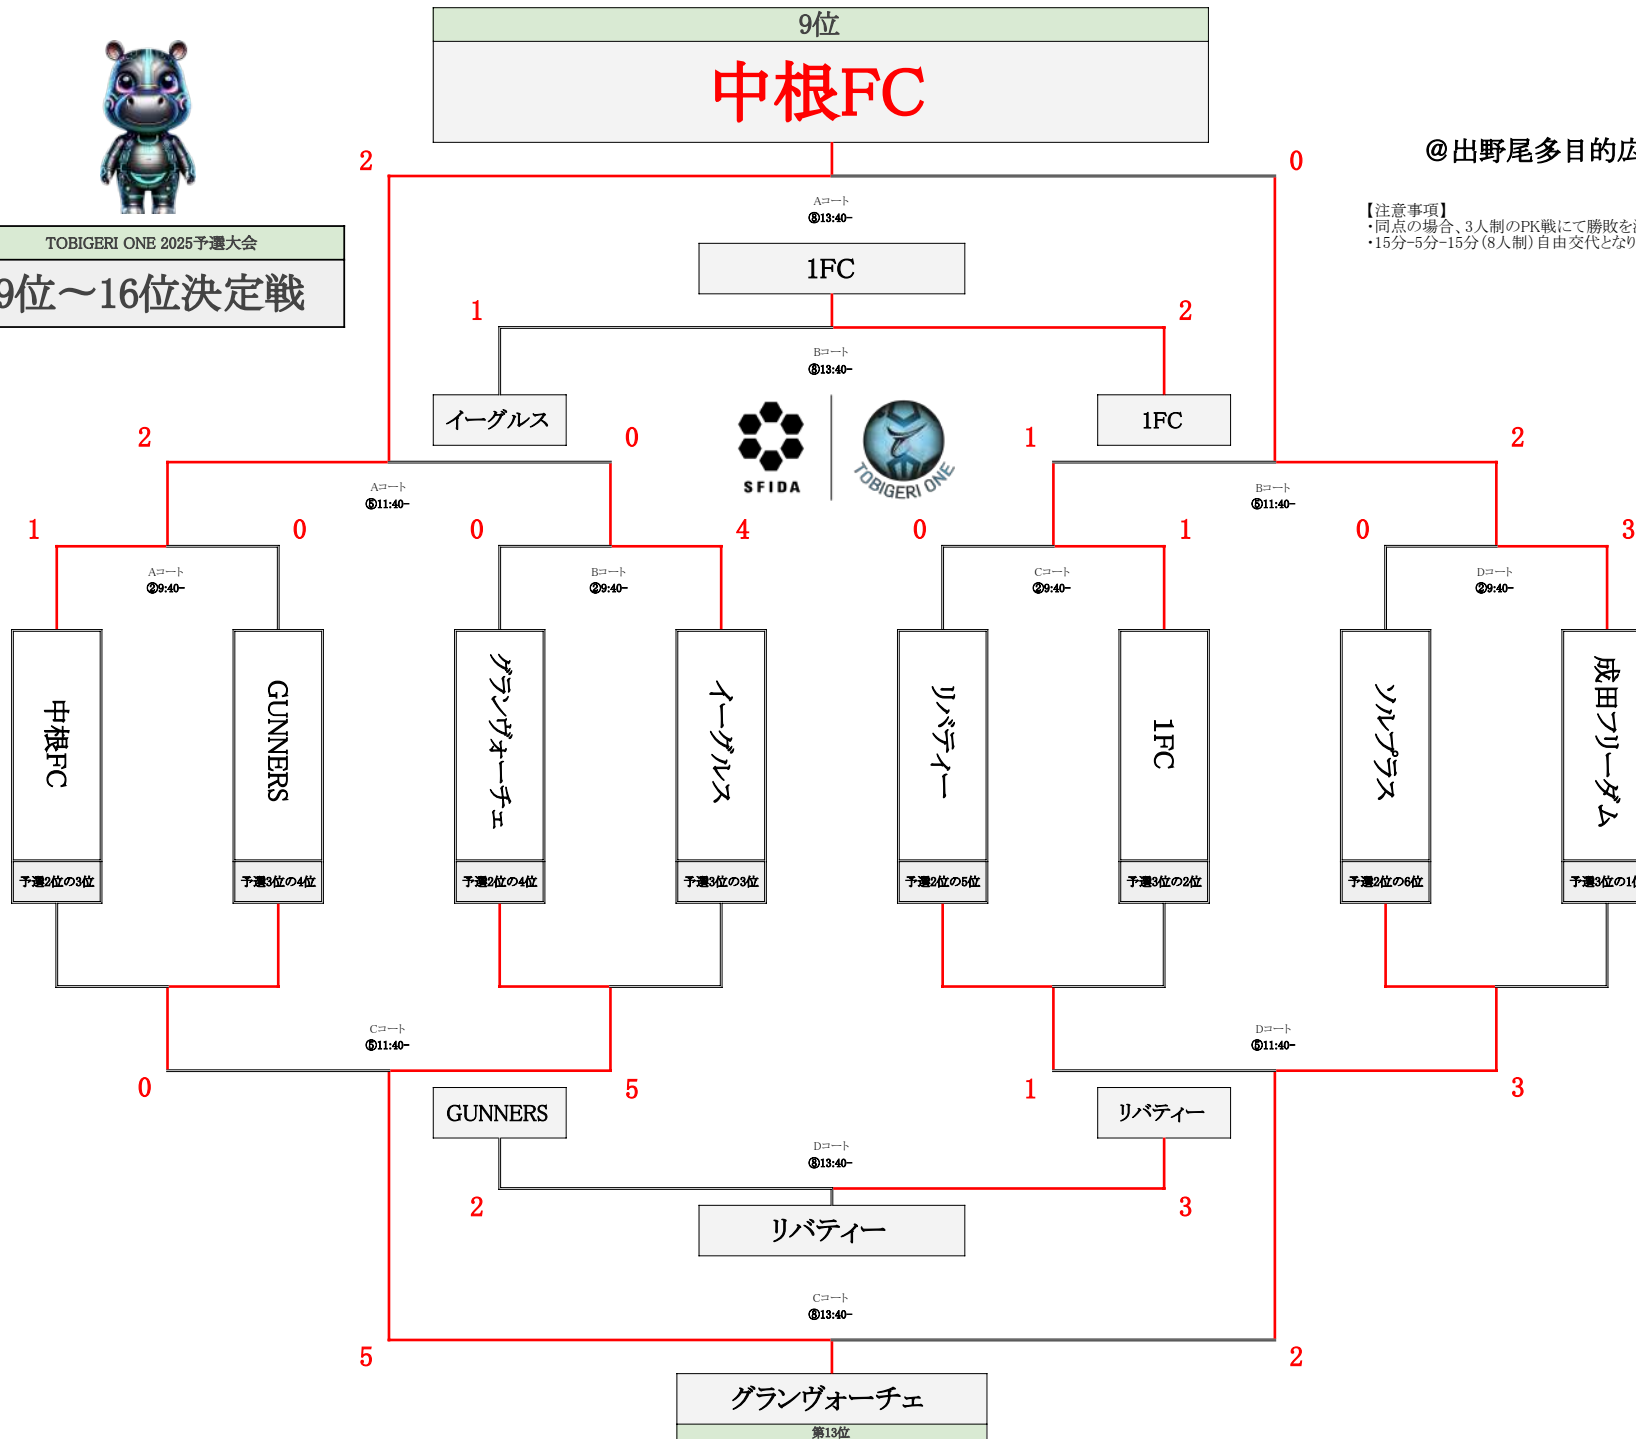 9位
中根FC
@出野尾多目的広
2
0
Aコート
⑧13:40-
【注意事項】
・同点の場合、3人制のPK戦にて勝敗を
・15分-5分-15分(8人制)自由交代となり
TOBIGERI ONE 2025予選大会
9位～16位決定戦
1FC
1
2
Bコート
⑧13:40-
イーグルス
1FC
SFIDA
TOBIGERI ONE
2
0
1
2
Aコート
⑤11:40-
Bコート
⑤11:40-
1
0
0
4
0
1
0
3
Aコート
②9:40-
Bコート
②9:40-
Cコート
②9:40-
Dコート
②9:40-
中根FC
GUNNERS
グランヴォーチェ
イーグルス
リバティー
1FC
ソルプラス
成田フリーダム
予選2位の3位
予選3位の4位
予選2位の4位
予選3位の3位
予選2位の5位
予選3位の2位
予選2位の6位
予選3位の1位
Cコート
⑤11:40-
Dコート
⑤11:40-
0
5
1
3
GUNNERS
リバティー
Dコート
⑧13:40-
2
3
リバティー
Cコート
⑧13:40-
5
2
グランヴォーチェ
第13位